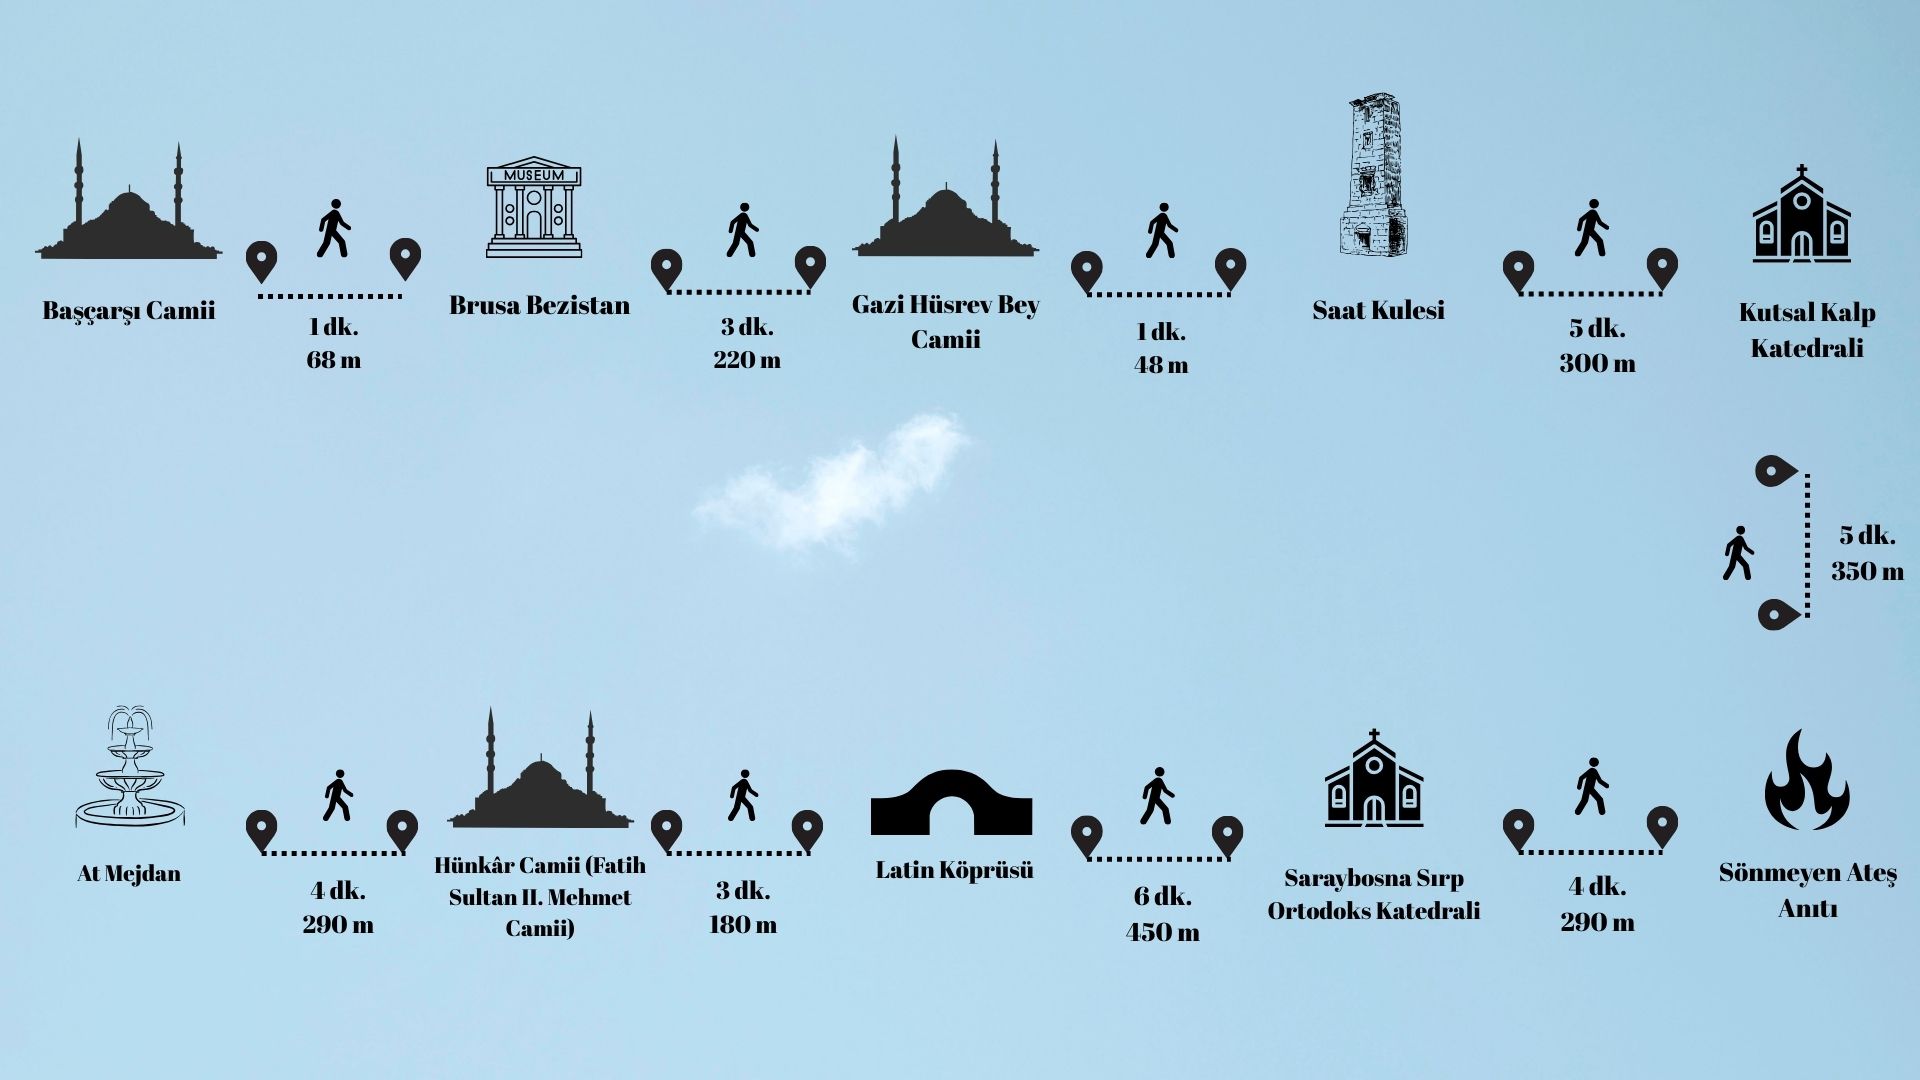 MUSEUM
Başçarşı Camii
1 dk.
68 m
Brusa Bezistan
3 dk.
220 m
Gazi Hüsrev Bey
Camii
1 dk.
48 m
Saat Kulesi
5 dk.
300 m
Kutsal Kalp
Katedrali
5 dk.
350 m
At Mejdan
4 dk.
290 m
Hünkâr Camii (Fatih
Sultan II. Mehmet
Camii)
3 dk.
180 m
Latin Köprüsü
6 dk.
450 m
Saraybosna Sırp
Ortodoks Katedrali
4 dk.
290 m
Sönmeyen Ateş
Anıtı